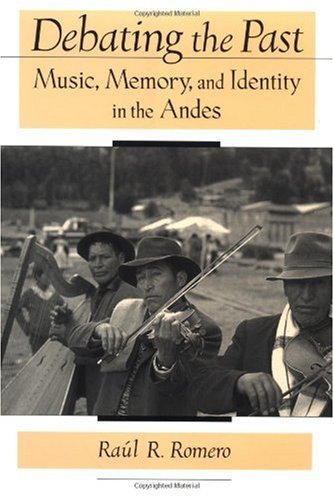 Debating the Past
Music, Memory, and Identity
in the Andes
Raúl R. Romero